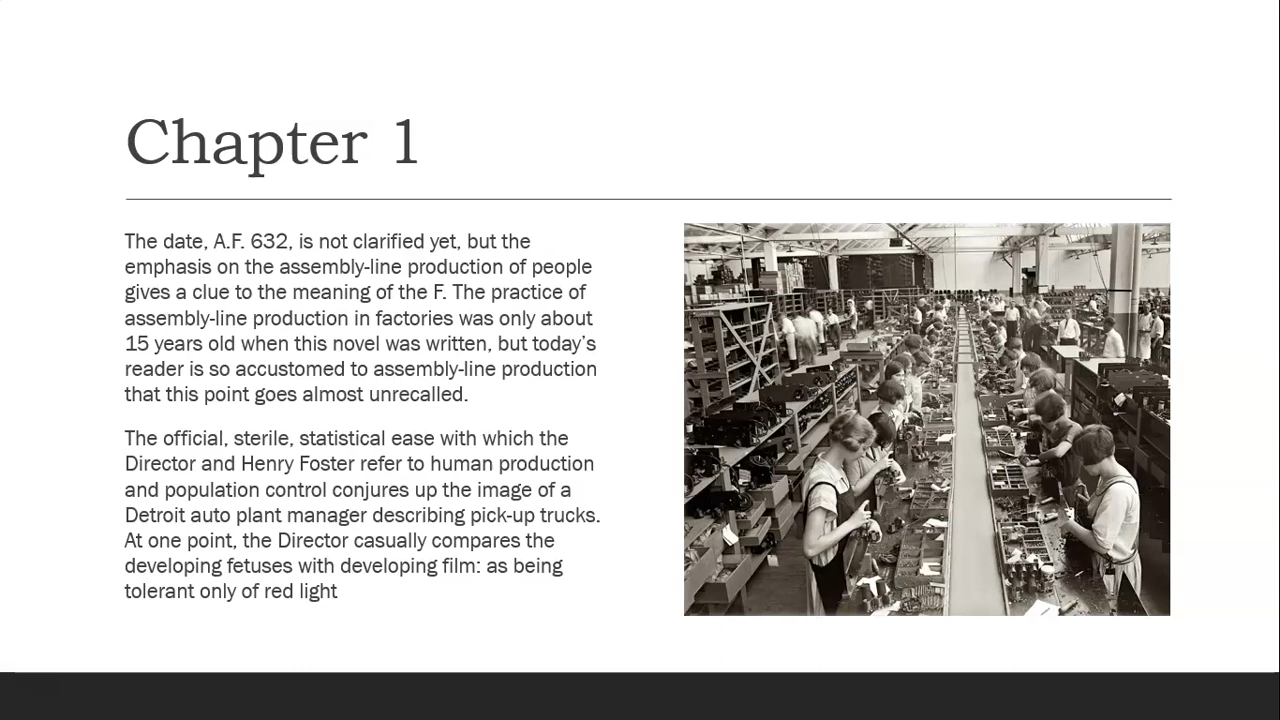 Chapter 1
The date, A.F. 632, is not clarified yet, but the
emphasis on the assembly-line production of people
gives a clue to the meaning of the F. The practice of
assembly-line production in factories was only about
15 years old when this novel was written, but today’s
reader is so accustomed to assembly-line production
that this point goes almost unrecalled.
The official, sterile, statistical ease with which the
Director and Henry Foster refer to human production
and population control conjures up the image of a
Detroit auto plant manager describing pick-up trucks.
At one point, the Director casually compares the
developing fetuses with developing film: as being
tolerant only of red light